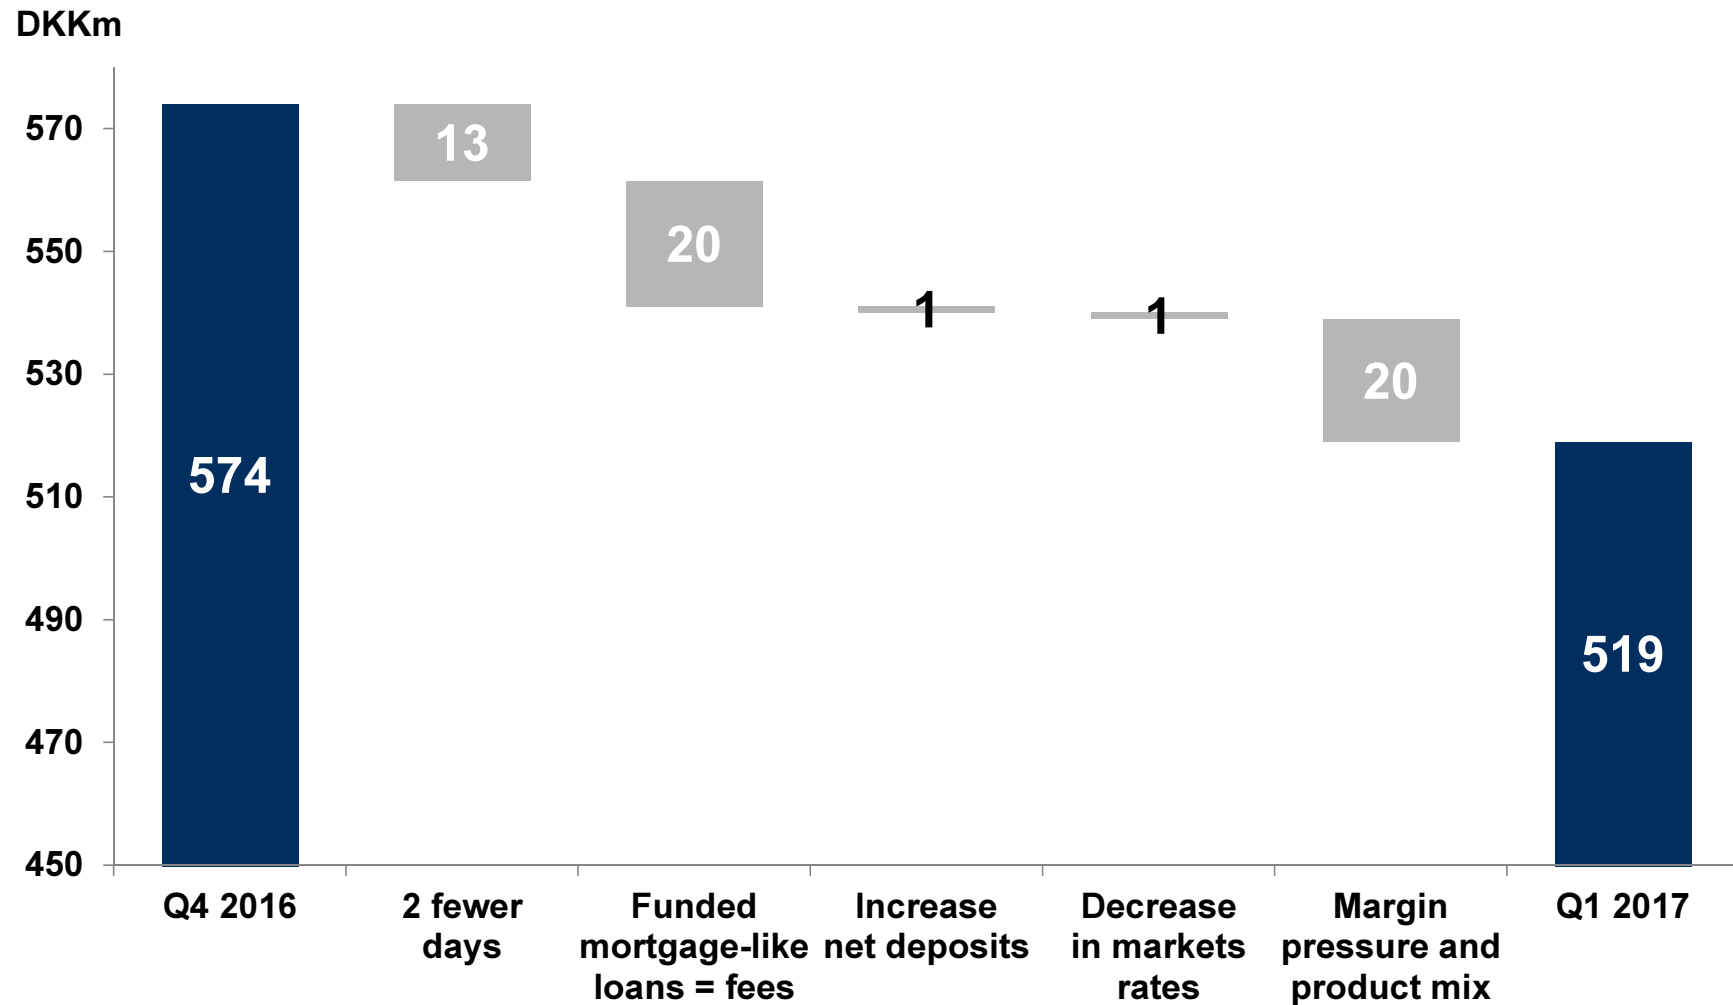 DKKm
570
550
530
510
490
470
450
574
13
20
1
1
20
519
Q4 2016
2 fewer
days
Funded
mortgage-like
loans = fees
Increase
net deposits
Decrease
in markets
rates
Margin
pressure and
product mix
Q1 2017